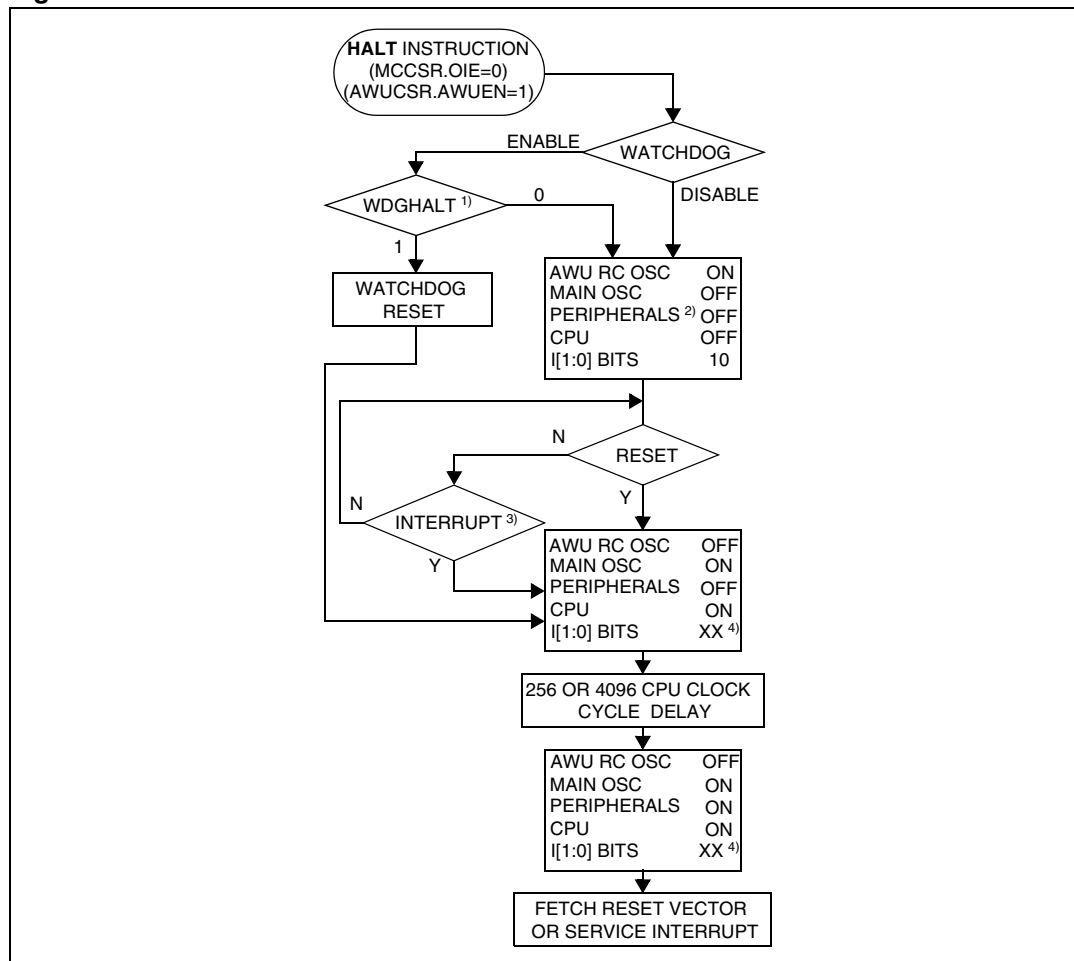 HALT INSTRUCTION
(MCCSR.OIE=0)
(AWUCSR.AWUEN=1)
ENABLE
WATCHDOG
WDGHALT 1)
0
DISABLE
1
WATCHDOG
RESET
AWU RC OSC ON
MAIN OSC OFF
PERIPHERALS 2) OFF
CPU OFF
I[1:0] BITS 10
N
RESET
N
INTERRUPT 3)
Y
Y
AWU RC OSC OFF
MAIN OSC ON
PERIPHERALS OFF
CPU ON
I[1:0] BITS XX 4)
256 OR 4096 CPU CLOCK
CYCLE DELAY
AWU RC OSC OFF
MAIN OSC ON
PERIPHERALS ON
CPU ON
I[1:0] BITS XX 4)
FETCH RESET VECTOR
OR SERVICE INTERRUPT